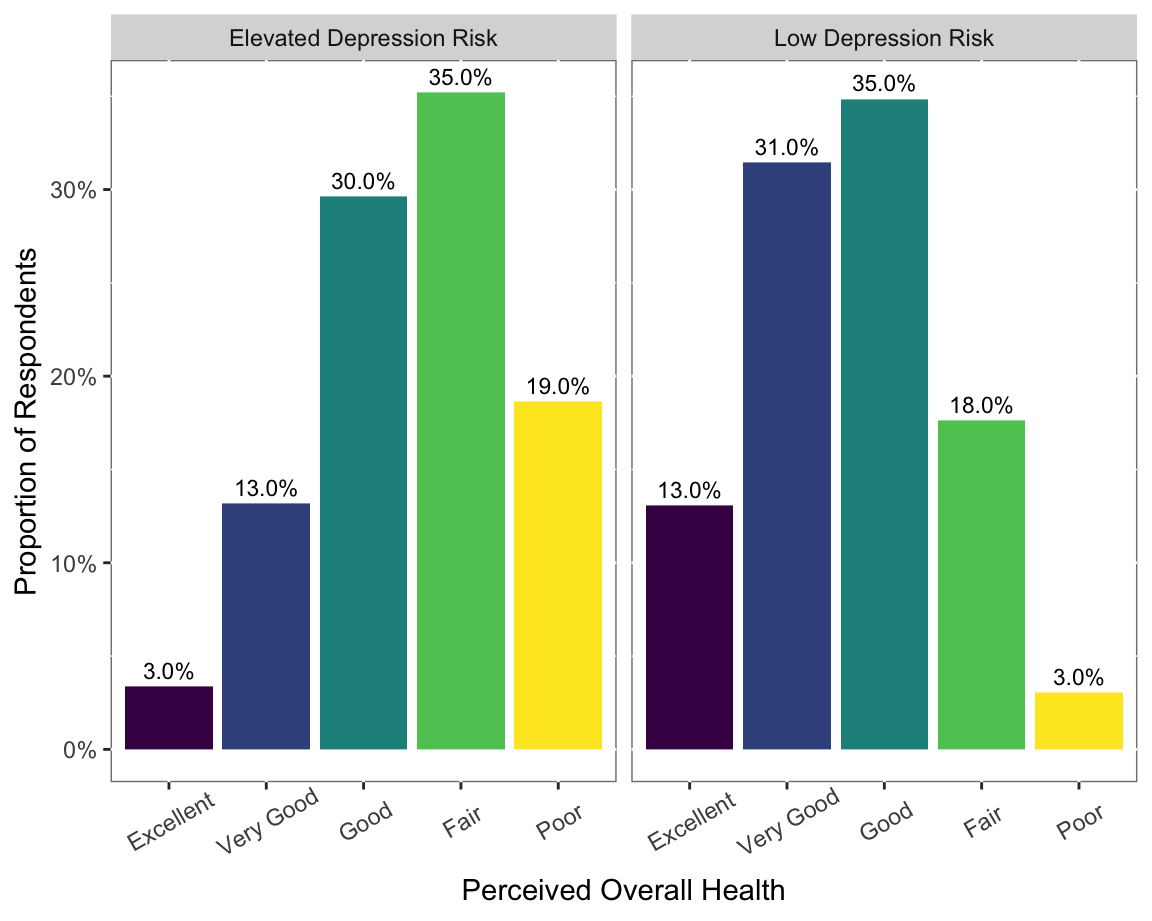 Elevated Depression Risk
Low Depression Risk
Proportion of Respondents
30%
20%
10%
0%
3.0%
13.0%
30.0%
35.0%
19.0%
13.0%
31.0%
35.0%
18.0%
3.0%
Excellent
Very Good
Good
Fair
Poor
Excellent
Very Good
Good
Fair
Poor
Perceived Overall Health